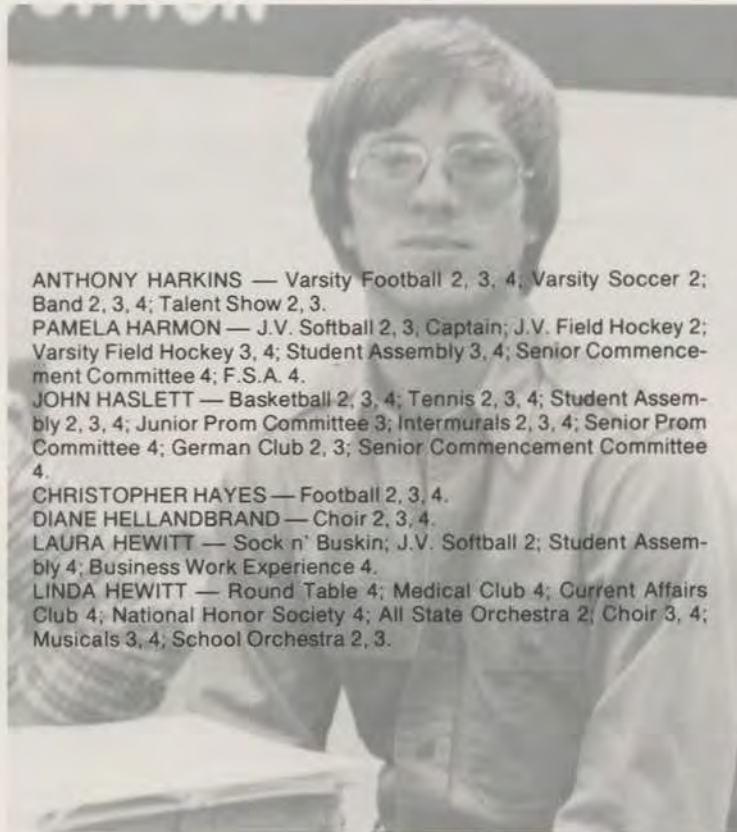 ANTHONY HARKINS — Varsity Football 2, 3, 4; Varsity Soccer 2;
Band 2, 3, 4; Talent Show 2, 3.
PAMELA HARMON — J.V. Softball 2, 3, Captain; J.V. Field Hockey 2;
Varsity Field Hockey 3, 4; Student Assembly 3, 4; Senior Commence-
ment Committee 4; F.S.A. 4.
JOHN HASLETT — Basketball 2, 3, 4; Tennis 2, 3, 4; Student Assem-
bly 2, 3, 4; Junior Prom Committee 3; Intermurals 2, 3, 4; Senior Prom
Committee 4; German Club 2, 3; Senior Commencement Committee
4.
CHRISTOPHER HAYES — Football 2, 3, 4.
DIANE HELLANDBRAND — Choir 2, 3, 4.
LAURA HEWITT — Sock n' Buskin; J.V. Softball 2; Student Assem-
bly 4; Business Work Experience 4.
LINDA HEWITT — Round Table 4; Medical Club 4; Current Affairs
Club 4; National Honor Society 4; All State Orchestra 2; Choir 3, 4;
Musicals 3, 4; School Orchestra 2, 3.